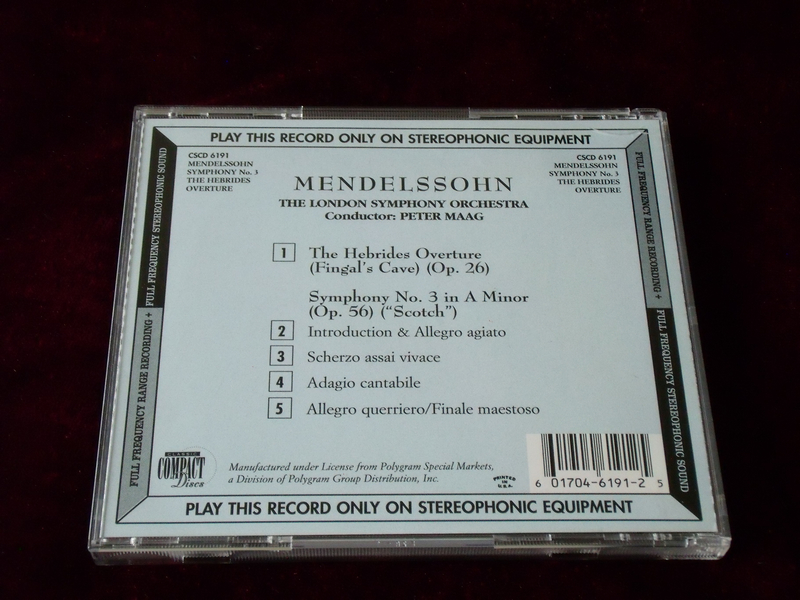 PLAY THIS RECORD ONLY ON STEREOPHONIC EQUIPMENT
CSCD 6191
MENDELSSOHN
SYMPHONY No. 3
THE HEBRIDES
OVERTURE
CSCD 6191
MENDELSSOHN
SYMPHONY No. 3
THE HEBRIDES
OVERTURE
MENDELSSOHN
THE LONDON SYMPHONY ORCHESTRA
Conductor: PETER MAAG
1 The Hebrides Overture
(Fingal's Cave) (Op. 26)
Symphony No. 3 in A Minor
(Op. 56) ("Scotch")
2 Introduction & Allegro agiato
3 Scherzo assai vivace
4 Adagio cantabile
5 Allegro querriero/Finale maestoso
FULL FREQUENCY RANGE RECORDING + FULL FREQUENCY STEREOPHONIC SOUND
FULL FREQUENCY RANGE RECORDING + FULL FREQUENCY STEREOPHONIC SOUND
CLASSIC
COMPACT
Discs
Manufactured under License from Polygram Special Markets,
a Division of Polygram Group Distribution, Inc.
PRINTED
IN
U.S.A.
6 01704-6191-2 5
PLAY THIS RECORD ONLY ON STEREOPHONIC EQUIPMENT